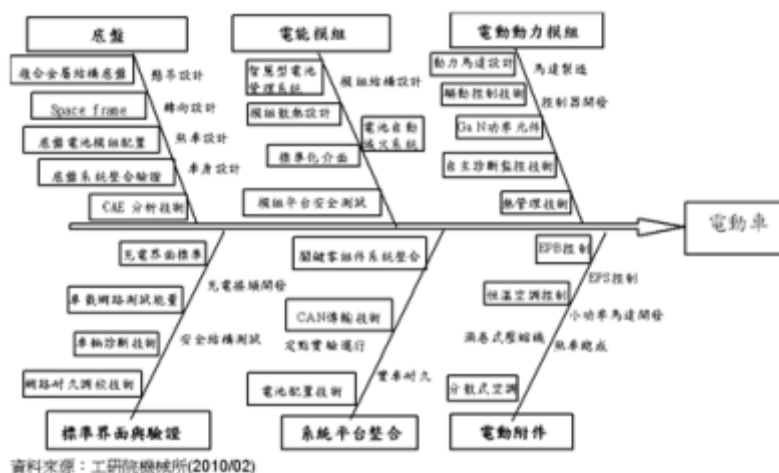 底盤
複合金屬結構底盤
懸吊設計
Space frame
轉向設計
底盤電池模組配置
煞車設計
底盤系統整合驗證
車身設計
CAE 分析技術
電能模組
智慧型電池
管理系統
模組結構設計
模組散熱設計
電池自動
滅火系統
標準化介面
模組平台安全測試
電動動力模組
動力馬達設計
馬達製造
驅動控制技術
控制器開發
GaN功率元件
自主診斷監控技術
熱管理技術
電動車
充電界面標準
充電接頭開發
車載網路測試能量
車輛診斷技術
安全結構測試
網路耐久調校技術
標準界面與驗證
關鍵零組件系統整合
CAN傳輸技術
定點實驗運行
實車耐久
電池配置技術
系統平台整合
EPB控制
EPS控制
恒溫空調控制
小功率馬達開發
渦卷式壓縮機
煞車總成
分散式空調
電動附件
資料來源：工研院機械所(2010/02)